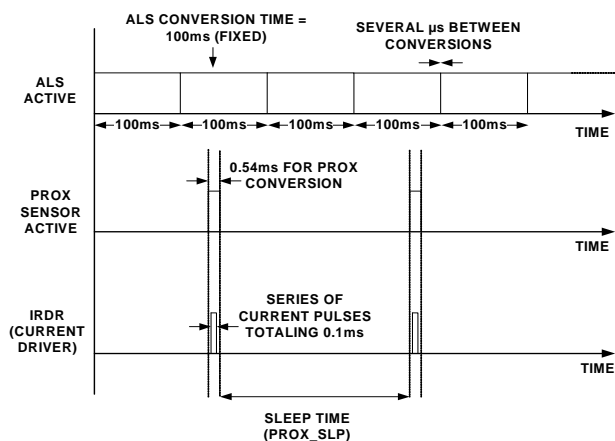 ALS CONVERSION TIME =
100ms (FIXED)
SEVERAL µs BETWEEN
CONVERSIONS
ALS
ACTIVE
100ms
100ms
100ms
100ms
100ms
TIME
0.54ms FOR PROX
CONVERSION
PROX
SENSOR
ACTIVE
TIME
IRDR
(CURRENT
DRIVER)
SERIES OF
CURRENT PULSES
TOTALING 0.1ms
TIME
SLEEP TIME
(PROX_SLP)